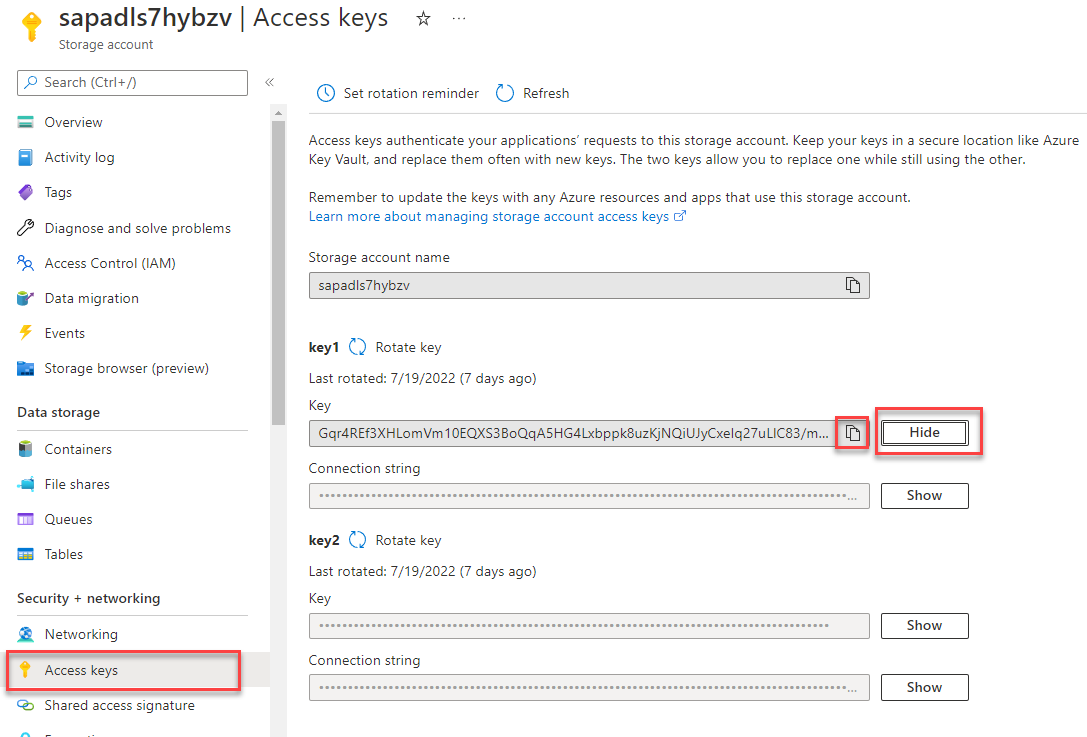 sapadls7hybzv | Access keys
Storage account
Search (Ctrl+/)
Overview
Activity log
Tags
Diagnose and solve problems
Access Control (IAM)
Data migration
Events
Storage browser (preview)
Data storage
Containers
File shares
Queues
Tables
Security + networking
Networking
Access keys
Shared access signature
Set rotation reminder
Refresh
Access keys authenticate your applications' requests to this storage account. Keep your keys in a secure location like Azure
Key Vault, and replace them often with new keys. The two keys allow you to replace one while still using the other.
Remember to update the keys with any Azure resources and apps that use this storage account.
Learn more about managing storage account access keys
Storage account name
sapadls7hybzv
key1 Rotate key
Last rotated: 7/19/2022 (7 days ago)
Key
Gqr4REf3XHLomVm10EQXS3BoQqA5HG4Lxbppk8uzKjNQiUJyCxeIq27uLIC83/m...
Hide
Connection string
Show
key2 Rotate key
Last rotated: 7/19/2022 (7 days ago)
Key
Show
Connection string
Show